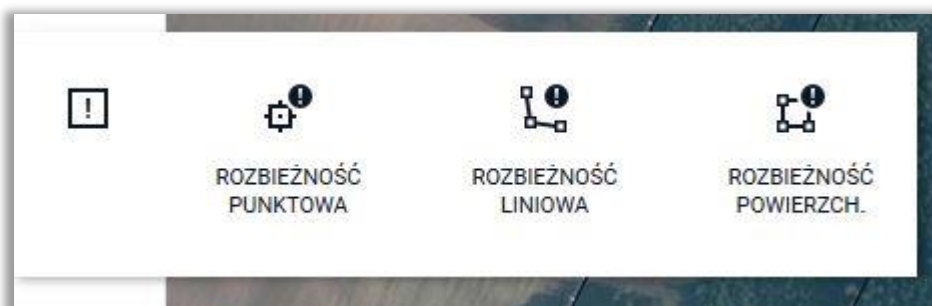 ROZBIEŻNOŚĆ
PUNKTOWA
ROZBIEŻNOŚĆ
LINIOWA
ROZBIEŻNOŚĆ
POWIERZCH.